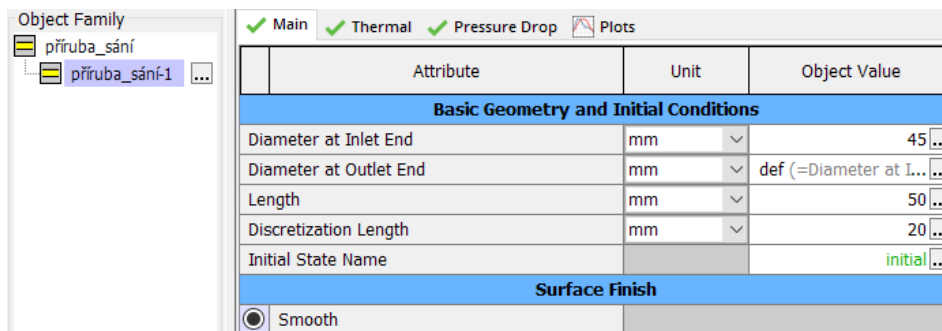 Object Family
příruba_sání
příruba_sání-1 ...
Main Thermal Pressure Drop Plots
Attribute Unit Object Value
Basic Geometry and Initial Conditions
Diameter at Inlet End mm 45 ..
Diameter at Outlet End mm def (=Diameter at I... ..
Length mm 50 ..
Discretization Length mm 20 ..
Initial State Name initial ..
Surface Finish
Smooth